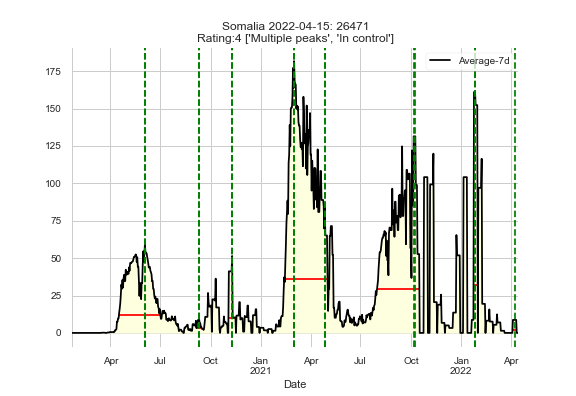 Somalia 2022-04-15: 26471
Rating:4 ['Multiple peaks', 'In control']
Average-7d
175
150
125
100
75
50
25
0
Apr Jul Oct Jan Apr Jul Oct Jan Apr
2021 2022
Date